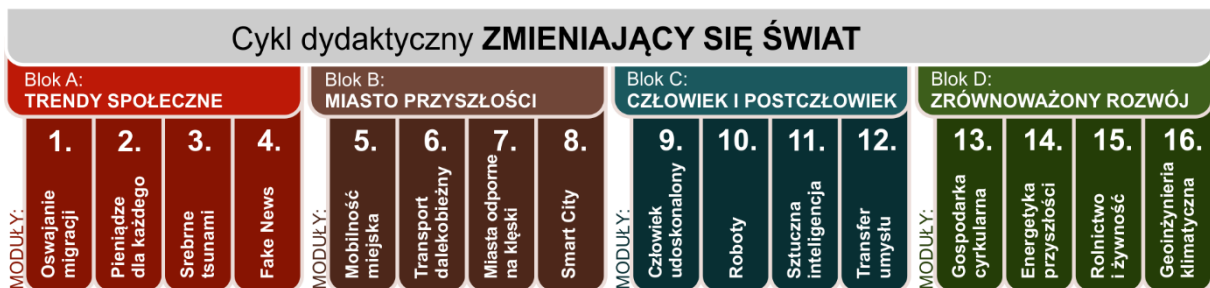 Cykl dydaktyczny ZMIENIAJĄCY SIĘ ŚWIAT
Blok A:
TRENDY SPOŁECZNE
MODUŁY:
1.
Oswajanie
migracji
2.
Pieniądze
dla każdego
3.
Srebrne
tsunami
4.
Fake News
Blok B:
MIASTO PRZYSZŁOŚCI
MODUŁY:
5.
Mobilność
miejska
6.
Transport
dalekobieżny
7.
Miasta odporne
na klęski
8.
Smart City
Blok C:
CZŁOWIEK I POSTCZŁOWIEK
MODUŁY:
9.
Człowiek
udoskonalony
10.
Roboty
11.
Sztuczna
inteligencja
12.
Transfer
umysłu
Blok D:
ZRÓWNOWAŻONY ROZWÓJ
MODUŁY:
13.
Gospodarka
cyrkularna
14.
Energetyka
przyszłości
15.
Rolnictwo
i żywność
16.
Geoinżynieria
klimatyczna